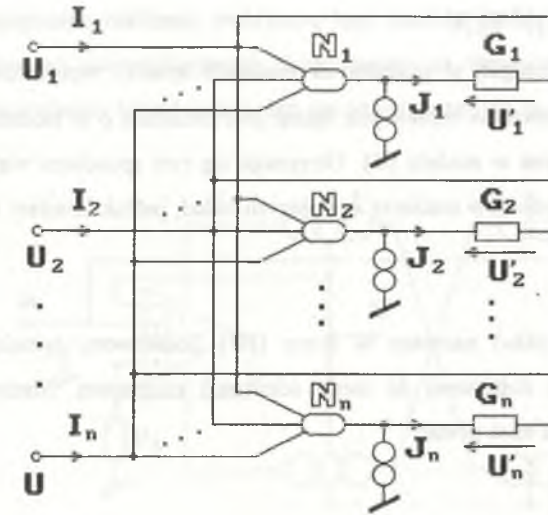 I1 N1 G1
U1 J1 U'1
I2 N2 G2
U2 J2 U'2
In Nn Gn
U Jn U'n